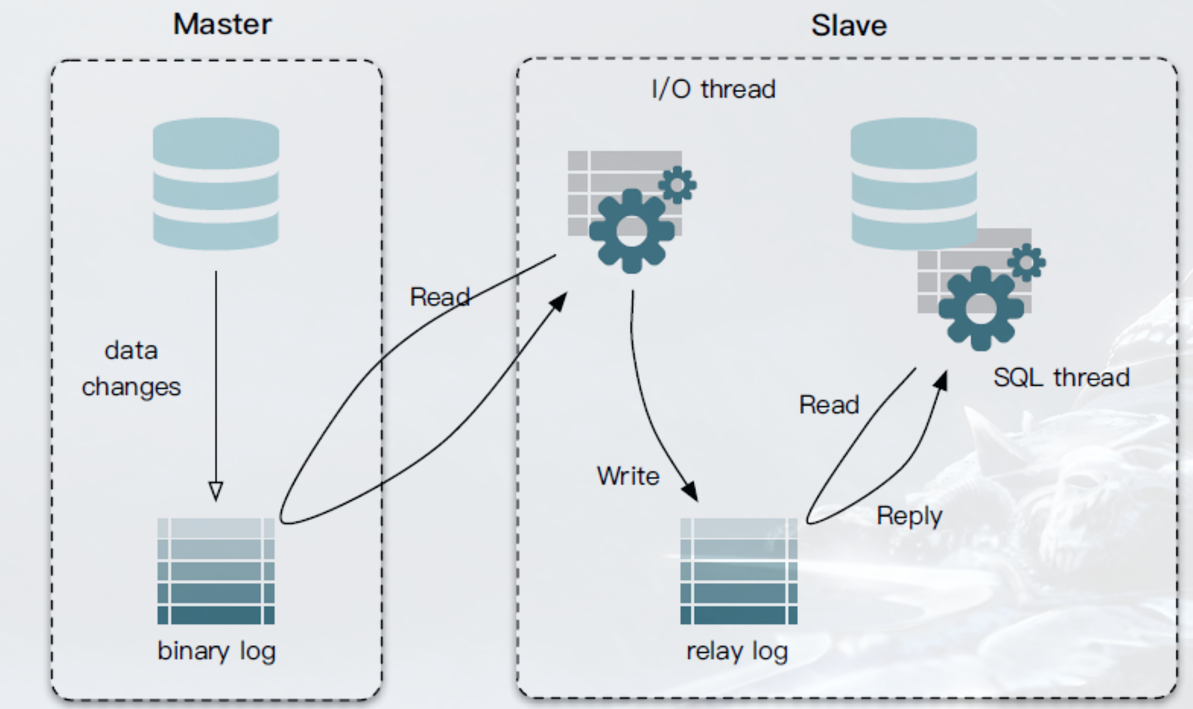 Master
Slave
I/O thread
Read
data
changes
SQL thread
Read
Write
Reply
binary log
relay log